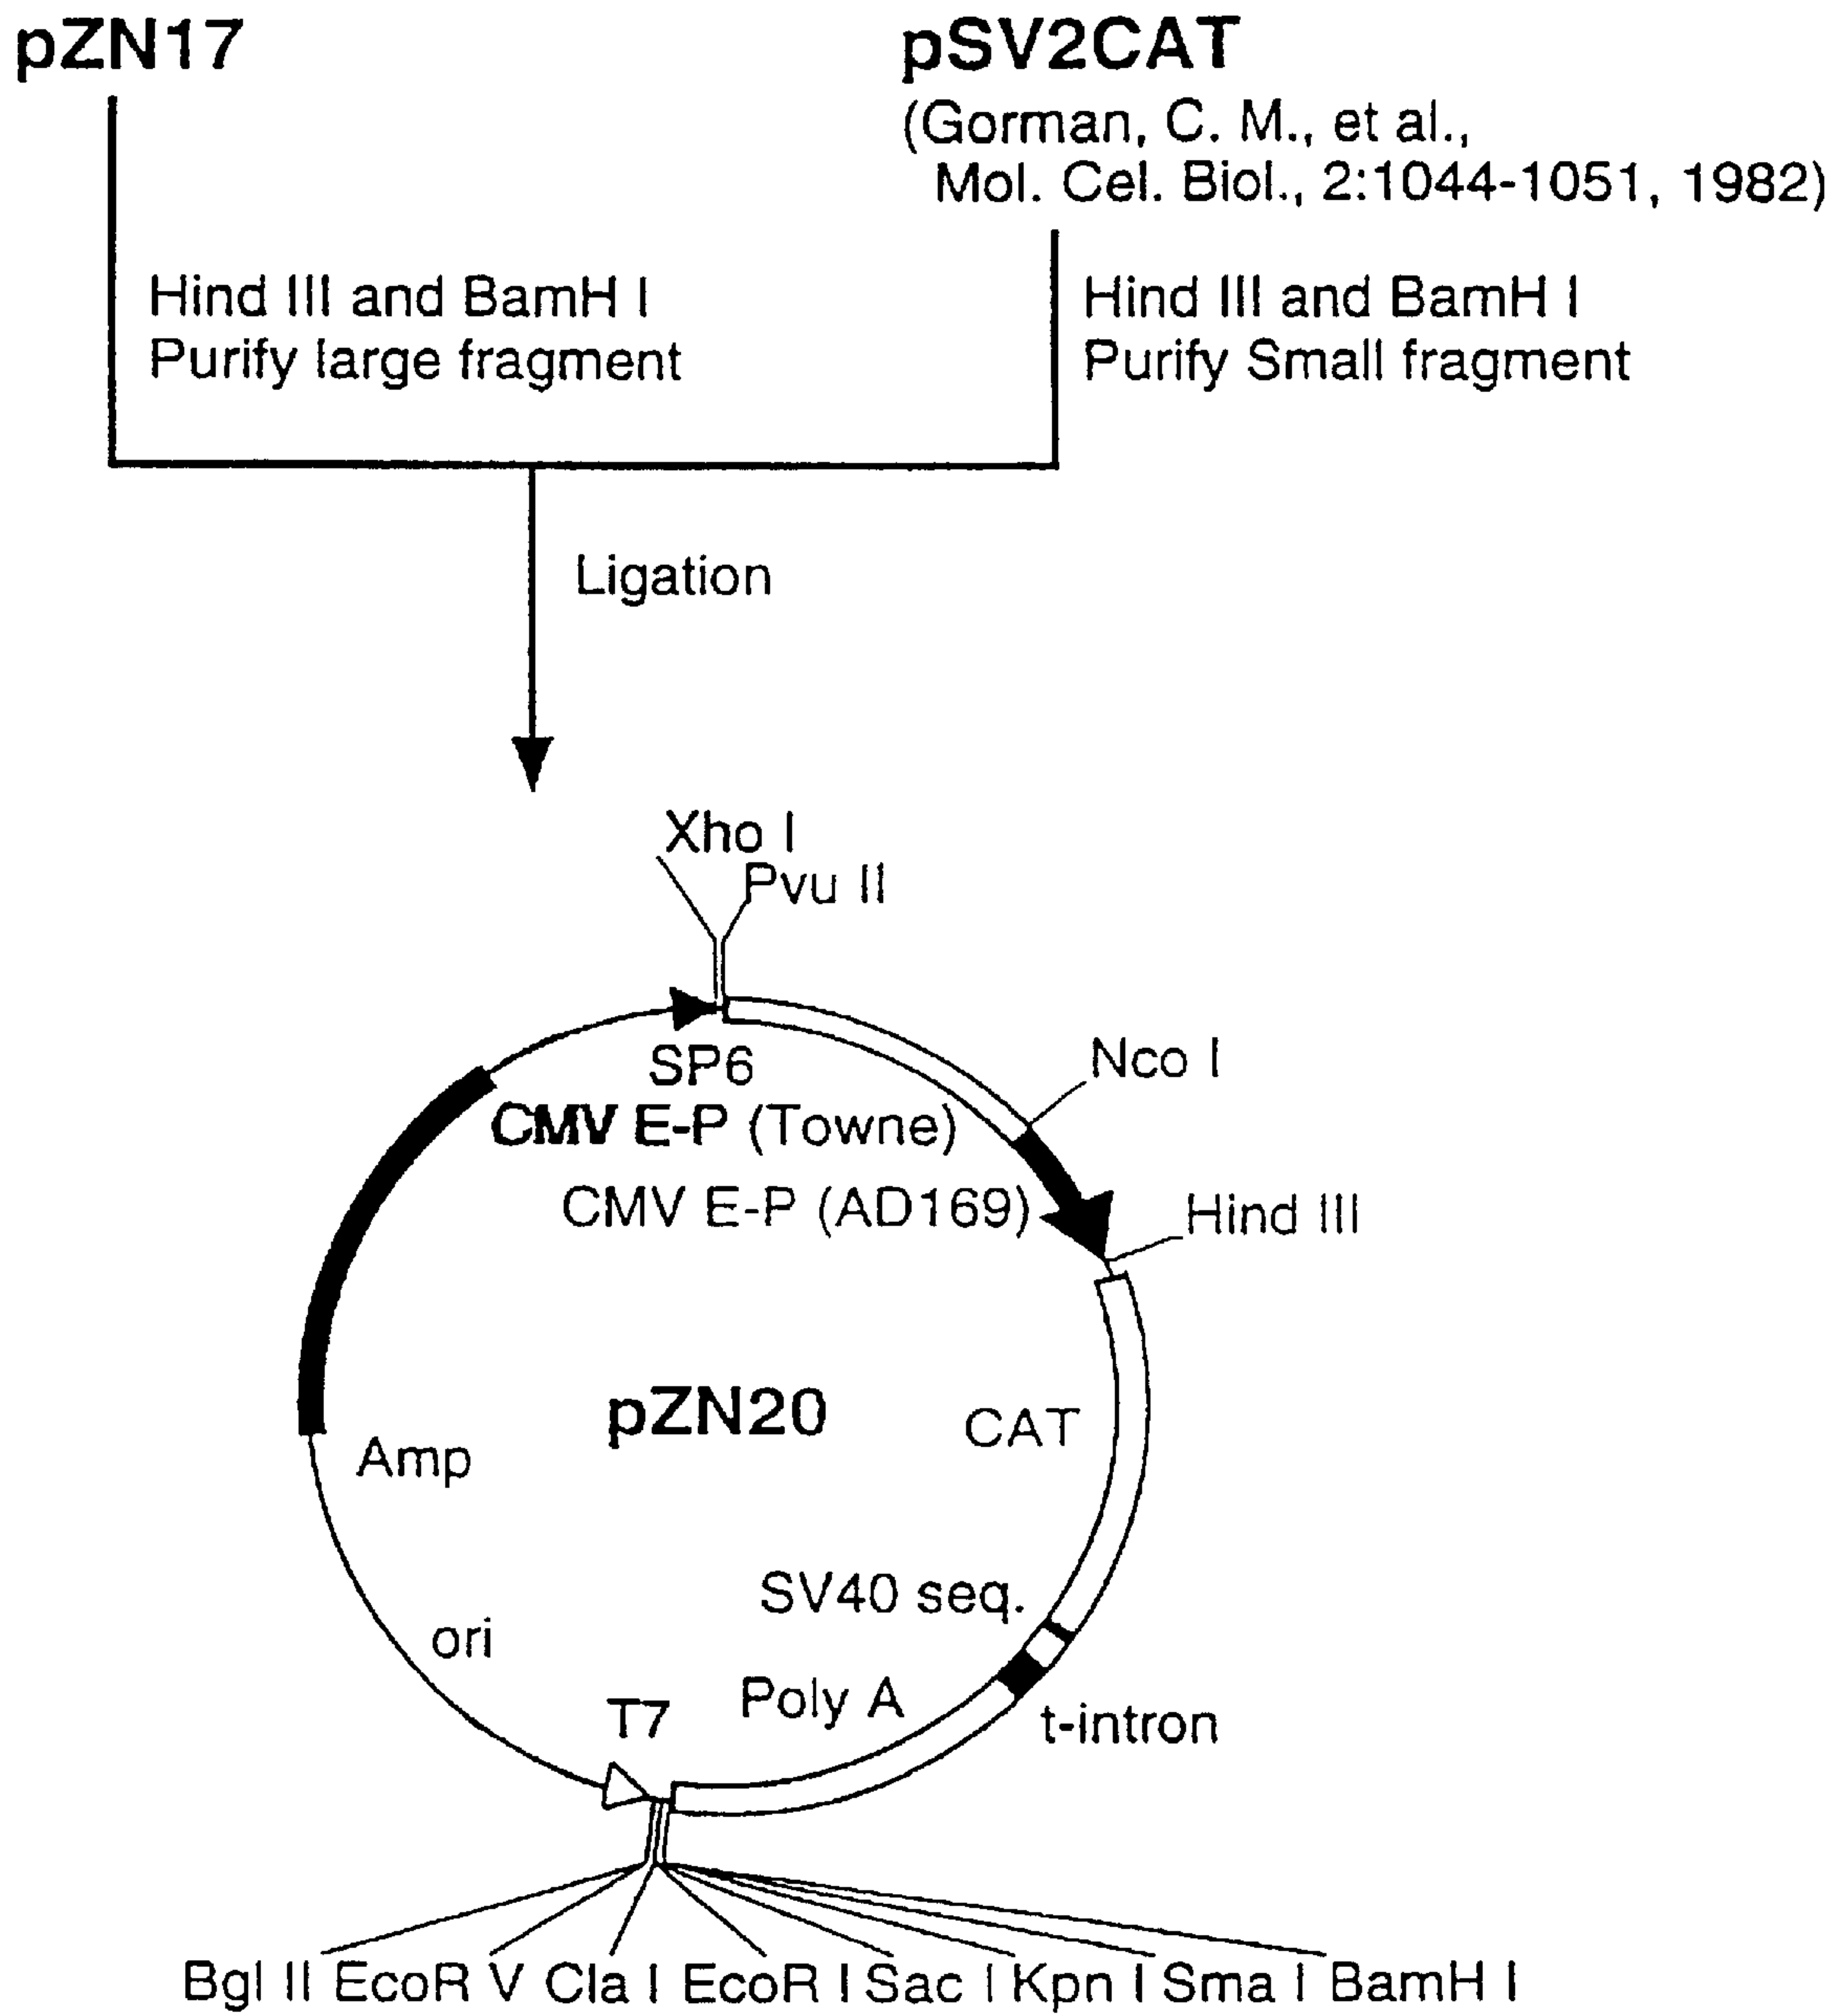 pZN17
pSV2CAT
(Gorman, C. M., et al.,
Mol. Cel. Biol., 2:1044-1051, 1982)
Hind III and BamH I
Purify large fragment
Hind III and BamH I
Purify Small fragment
Ligation
Xho I
Pvu II
SP6
Nco I
CMV E-P (Towne)
CMV E-P (AD169)
Hind III
pZN20
CAT
Amp
SV40 seq.
ori
Poly A
T7
t-intron
Bgl II EcoR V Cla I EcoR I Sac I Kpn I Sma I BamH I